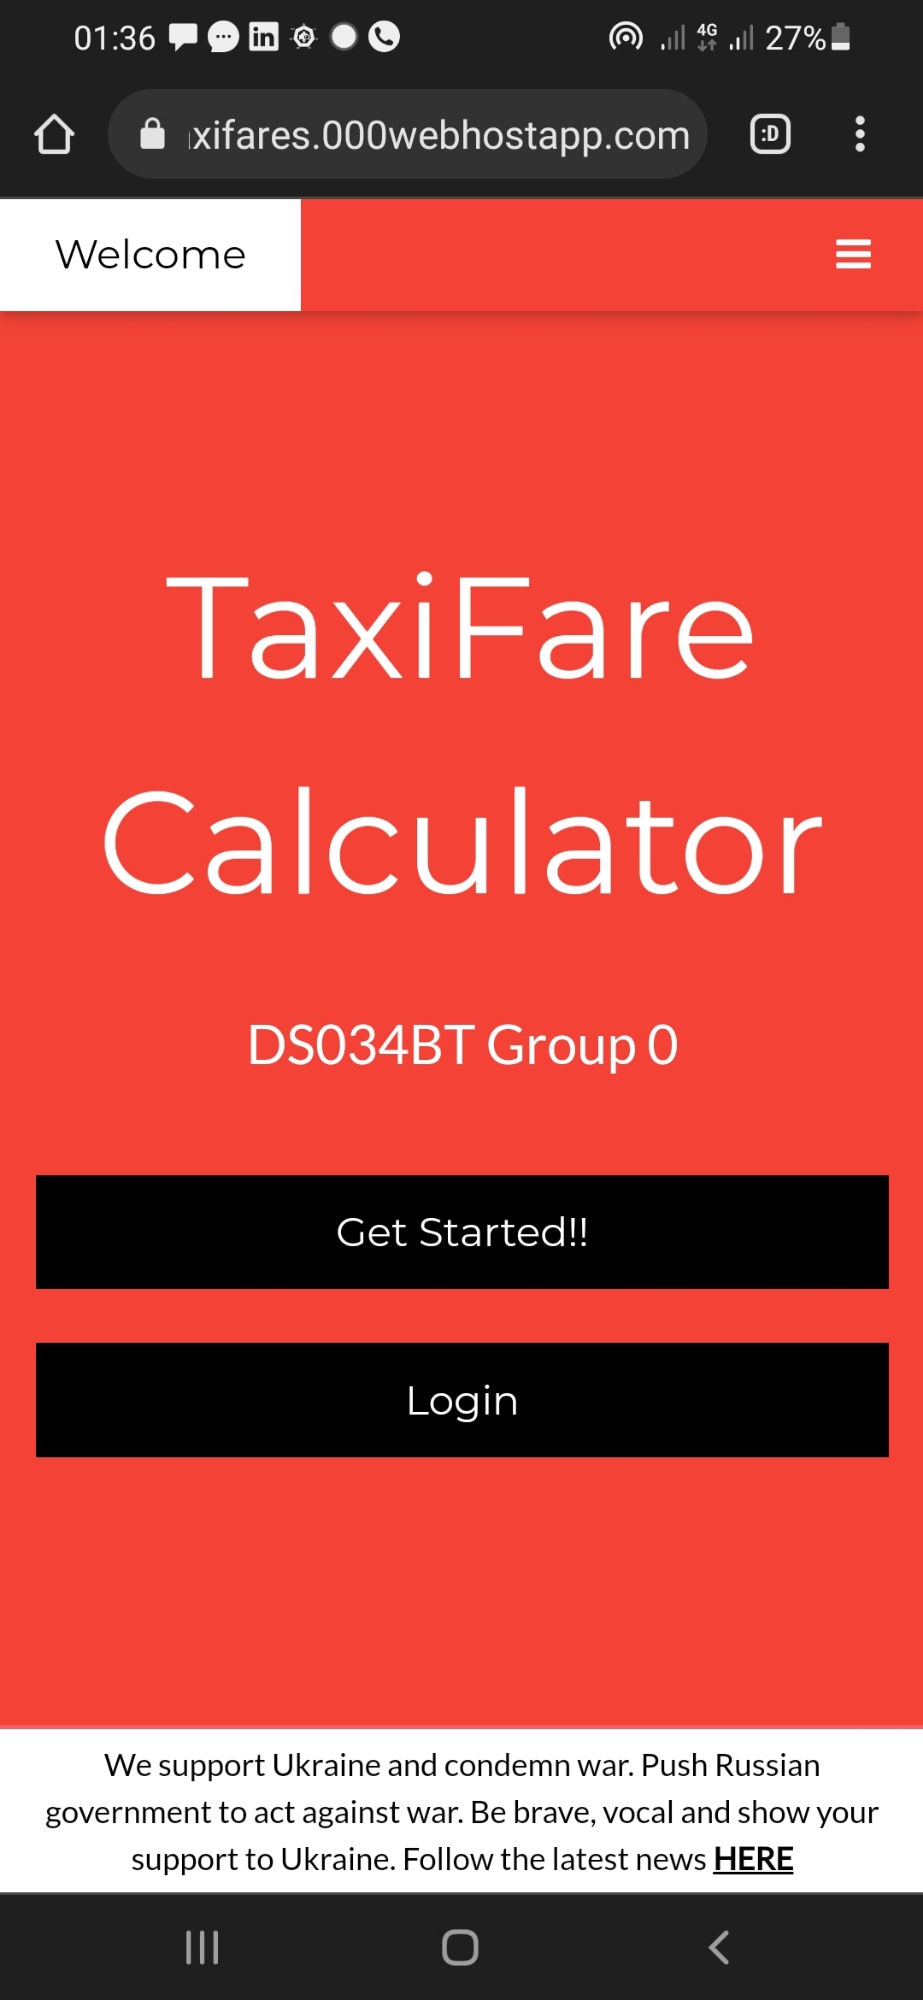 01:36 4G 27%
xifares.000webhostapp.com :D
Welcome
TaxiFare
Calculator
DS034BT Group 0
Get Started!!
Login
We support Ukraine and condemn war. Push Russian
government to act against war. Be brave, vocal and show your
support to Ukraine. Follow the latest news HERE